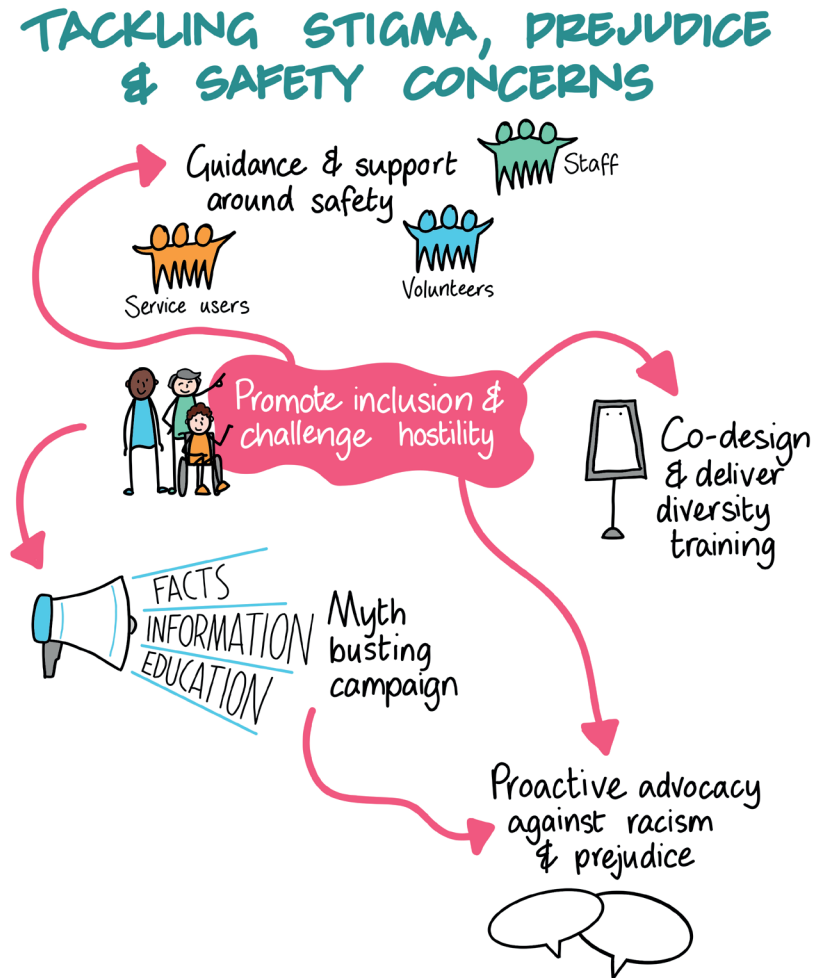 TACKLING STIGMA, PREJUDICE
& SAFETY CONCERNS
Guidance & support
around safety
Staff
Volunteers
Service users
Promote inclusion &
challenge hostility
Co-design
& deliver
diversity
training
FACTS
INFORMATION
EDUCATION
Myth
busting
campaign
Proactive advocacy
against racism
& prejudice